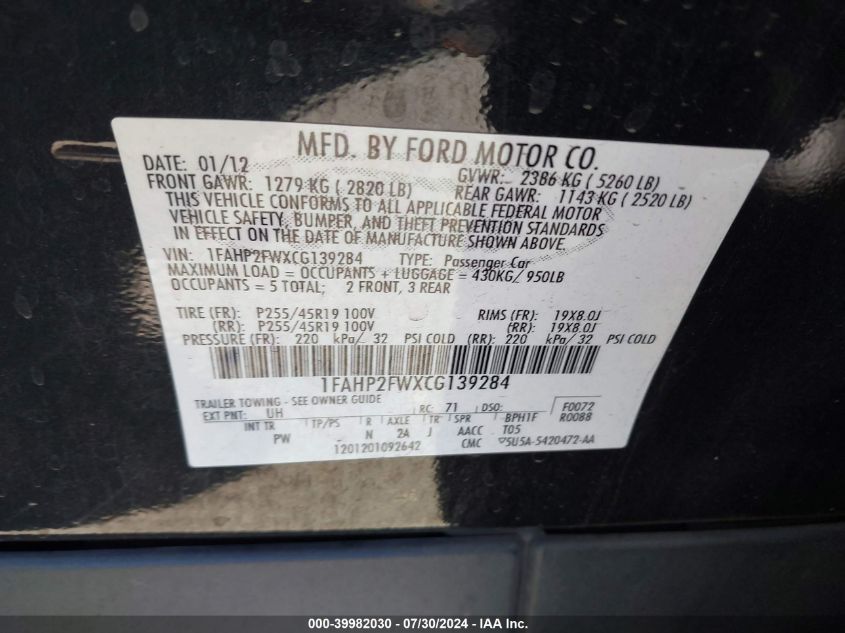 MFD. BY FORD MOTOR CO.
DATE: 01/12 GVWR: 2386 KG ( 5260 LB)
FRONT GAWR: 1279 KG ( 2820 LB) REAR GAWR: 1143 KG ( 2520 LB)
THIS VEHICLE CONFORMS TO ALL APPLICABLE FEDERAL MOTOR
VEHICLE SAFETY, BUMPER, AND THEFT PREVENTION STANDARDS
IN EFFECT ON THE DATE OF MANUFACTURE SHOWN ABOVE.
VIN: 1FAHP2FWXCG139284 TYPE: Passenger Car
MAXIMUM LOAD = OCCUPANTS + LUGGAGE = 430KG/ 950LB
OCCUPANTS = 5 TOTAL; 2 FRONT, 3 REAR
TIRE (FR): P255/45R19 100V RIMS (FR): 19X8.0J
(RR): P255/45R19 100V (RR): 19X8.0J
PRESSURE (FR): 220 kPa/ 32 PSI COLD (RR): 220 kPa/ 32 PSI COLD
1FAHP2FWXCG139284
TRAILER TOWING - SEE OWNER GUIDE
EXT PNT: UH RC: 71 DSO: F0072
R0088
INT TR TP/PS R AXLE TR SPR BPH1F
PW N 2A J AACC T05
1201201092642 CMC 5U5A-5420472-AA
000-39982030 - 07/30/2024 - IAA Inc.